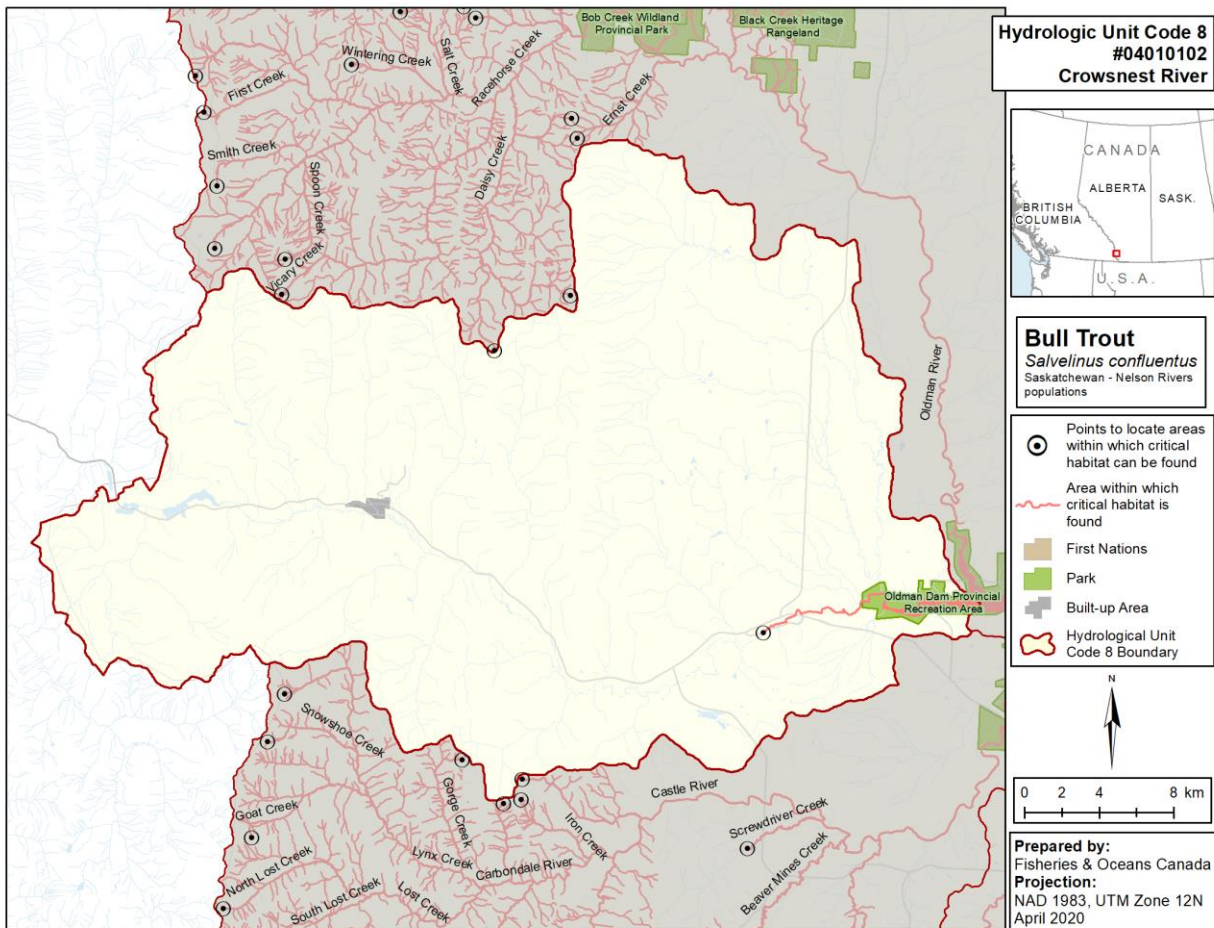 Bob Creek Wildland
Provincial Park
Black Creek Heritage
Rangeland
Wintering Creek
Salt Creek
Racehorse Creek
First Creek
Ernst Creek
Smith Creek
Spoon Creek
Daisy Creek
Vicary Creek
Oldman River
Oldman Dam Provincial
Recreation Area
Snowshoe Creek
Gorge Creek
Goat Creek
Iron Creek
Castle River
Screwdriver Creek
Lynx Creek
Carbondale River
North Lost Creek
South Lost Creek
Lost Creek
Beaver Mines Creek
Hydrologic Unit Code 8
#04010102
Crowsnest River
CANADA
ALBERTA
SASK.
BRITISH
COLUMBIA
U.S.A.
Bull Trout
Salvelinus confluentus
Saskatchewan - Nelson Rivers
populations
Points to locate areas
within which critical
habitat can be found
Area within which
critical habitat is
found
First Nations
Park
Built-up Area
Hydrological Unit
Code 8 Boundary
N
0 2 4 8 km
Prepared by:
Fisheries & Oceans Canada
Projection:
NAD 1983, UTM Zone 12N
April 2020